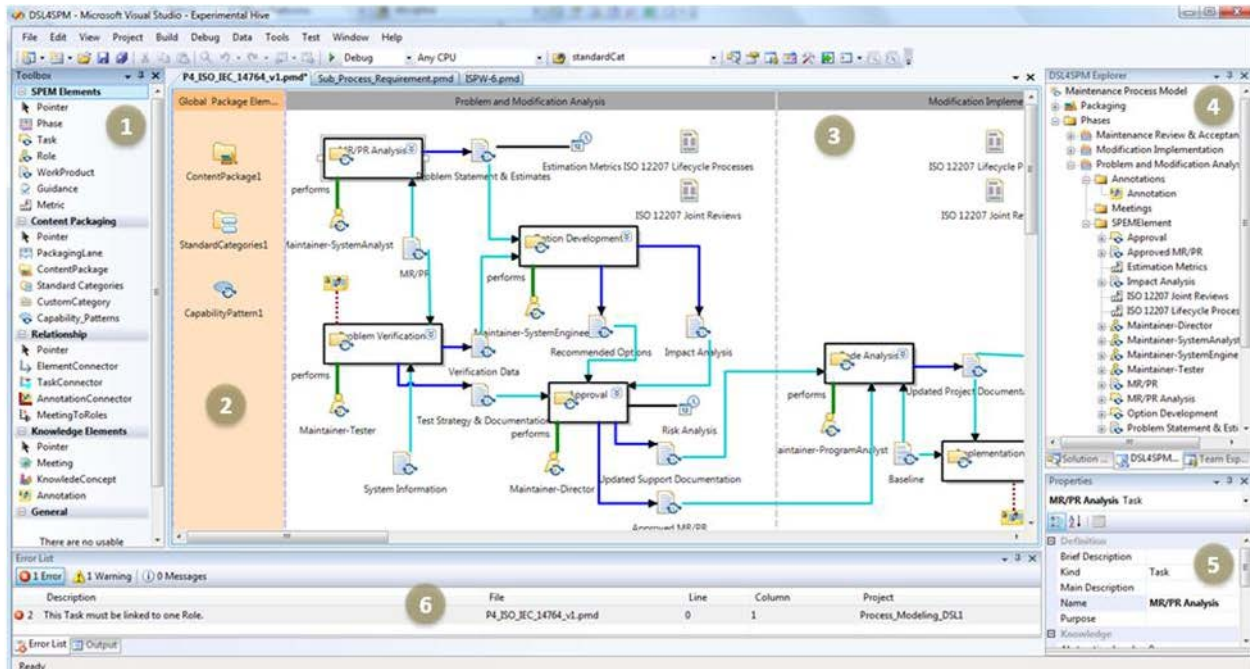 DSL4SPM - Microsoft Visual Studio - Experimental Hive
File Edit View Project Build Debug Data Tools Test Window Help
Debug Any CPU standardCat
Toolbox
SPEM Elements
Pointer
Phase
Task
Role
WorkProduct
Guidance
Metric
Content Packaging
Pointer
PackagingLane
ContentPackage
Standard Categories
CustomCategory
Capability_Patterns
Relationship
Pointer
ElementConnector
TaskConnector
AnnotationConnector
MeetingToRoles
Knowledge Elements
Pointer
Meeting
KnowledeConcept
Annotation
General
There are no usable
1
P4_ISO_IEC_14764_v1.pmd* Sub_Process_Requirement.pmd ISPW-6.pmd
Global Package Elem...
ContentPackage1
StandardCategories1
CapabilityPattern1
2
Problem and Modification Analysis
Modification Impleme
3
MR/PR Analysis
Problem Statement & Estimates
Estimation Metrics
ISO 12207 Lifecycle Processes
ISO 12207 Lifecycle P
performs
ISO 12207 Joint Reviews
ISO 12207 Joint Re
Maintainer-SystemAnalyst
MR/PR
Option Development
performs
Problem Verification
Maintainer-SystemEnginee
Recommended Options
Impact Analysis
Verification Data
performs
Code Analysis
Approval
performs
Updated Project Documenta
Test Strategy & Documentation
performs
Risk Analysis
Maintainer-Tester
aintainer-ProgramAnalyst
Implementation
System Information
Maintainer-Director
Updated Support Documentation
Baseline
Approved MR/PR
DSL4SPM Explorer
Maintenance Process Model
Packaging
Phases
Maintenance Review & Acceptan
Modification Implementation
Problem and Modification Analys
Annotations
Annotation
Meetings
SPEMElement
Approval
Approved MR/PR
Estimation Metrics
Impact Analysis
ISO 12207 Joint Reviews
ISO 12207 Lifecycle Proces
Maintainer-Director
Maintainer-SystemAnalyst
Maintainer-SystemEngine
Maintainer-Tester
MR/PR
MR/PR Analysis
Option Development
Problem Statement & Esti
4
Solution ... DSL4SPM... Team Exp...
Properties
MR/PR Analysis Task
Definition
Brief Description
Kind Task
Main Description
Name MR/PR Analysis
Purpose
Knowledge
5
Error List
1 Error 1 Warning 0 Messages
Description File Line Column Project
2 This Task must be linked to one Role. P4_ISO_IEC_14764_v1.pmd 0 1 Process_Modeling_DSL1
6
Error List Output
Ready